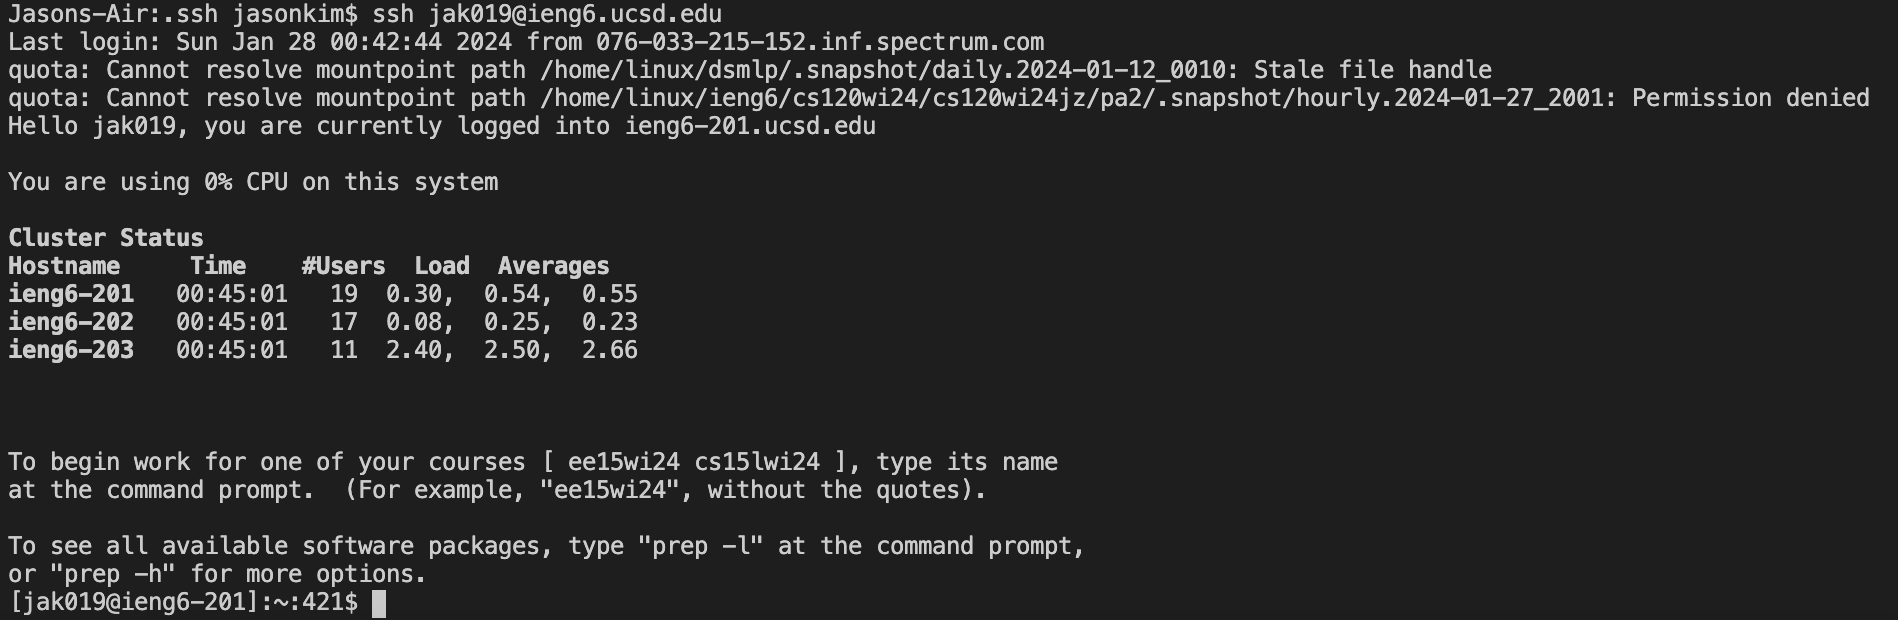 Jasons-Air:.ssh jasonkim$ ssh jak019@ieng6.ucsd.edu
Last login: Sun Jan 28 00:42:44 2024 from 076-033-215-152.inf.spectrum.com
quota: Cannot resolve mountpoint path /home/linux/dsmlp/.snapshot/daily.2024-01-12_0010: Stale file handle
quota: Cannot resolve mountpoint path /home/linux/ieng6/cs120wi24/cs120wi24jz/pa2/.snapshot/hourly.2024-01-27_2001: Permission denied
Hello jak019, you are currently logged into ieng6-201.ucsd.edu
You are using 0% CPU on this system
Cluster Status
Hostname     Time    #Users  Load  Averages
ieng6-201   00:45:01   19  0.30,  0.54,  0.55
ieng6-202   00:45:01   17  0.08,  0.25,  0.23
ieng6-203   00:45:01   11  2.40,  2.50,  2.66
To begin work for one of your courses [ ee15wi24 cs15lwi24 ], type its name
at the command prompt.  (For example, "ee15wi24", without the quotes).
To see all available software packages, type "prep -l" at the command prompt,
or "prep -h" for more options.
[jak019@ieng6-201]:~:421$